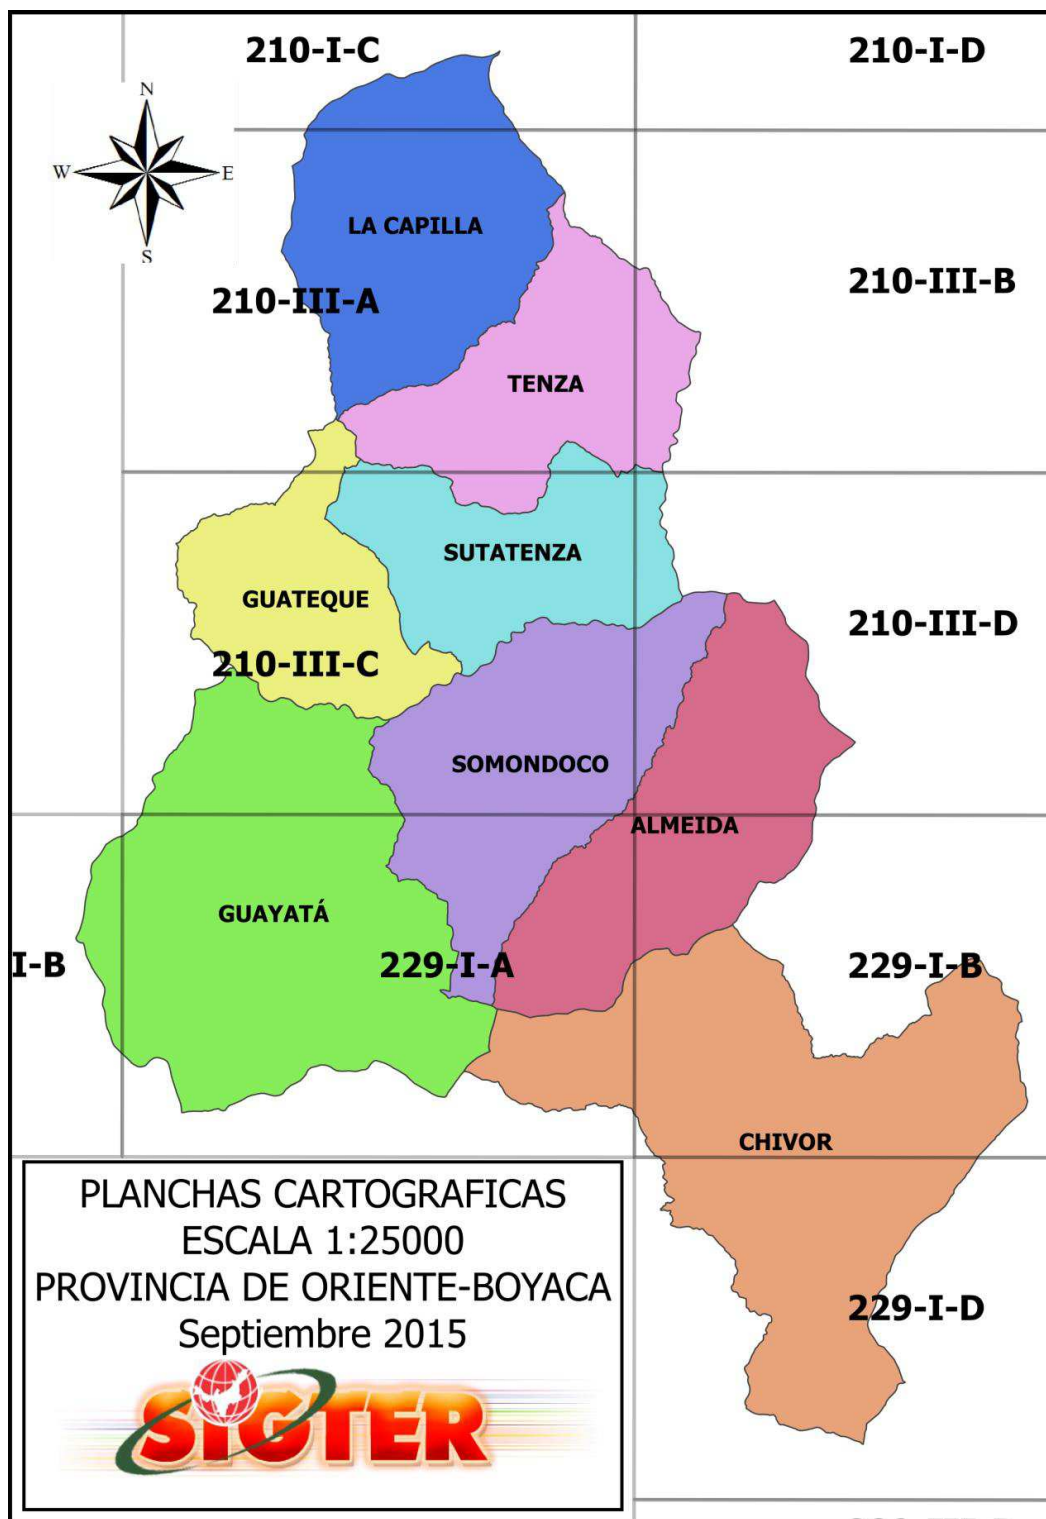 210-I-C
210-I-D
N
W
E
S
LA CAPILLA
210-III-A
210-III-B
TENZA
SUTATENZA
GUATEQUE
210-III-C
210-III-D
SOMONDOCO
ALMEIDA
GUAYATÁ
I-B
229-I-A
229-I-B
CHIVOR
229-I-D
PLANCHAS CARTOGRAFICAS
ESCALA 1:25000
PROVINCIA DE ORIENTE-BOYACA
Septiembre 2015
SIGTER